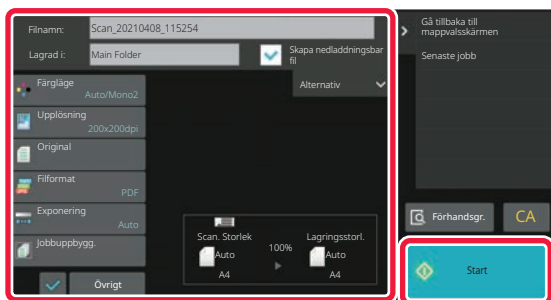 Filnamn:
Scan_20210408_115254
Lagrad i:
Main Folder
Skapa nedladdningsbar
fil
Alternativ
Färgläge
Auto/Mono2
Upplösning
200x200dpi
Original
Filformat
PDF
Exponering
Auto
Jobbuppbygg.
Övrigt
Scan. Storlek
Auto
A4
100%
Lagringsstorl.
Auto
A4
Gå tillbaka till
mappvalsskärmen
Senaste jobb
Förhandsgr.
CA
Start